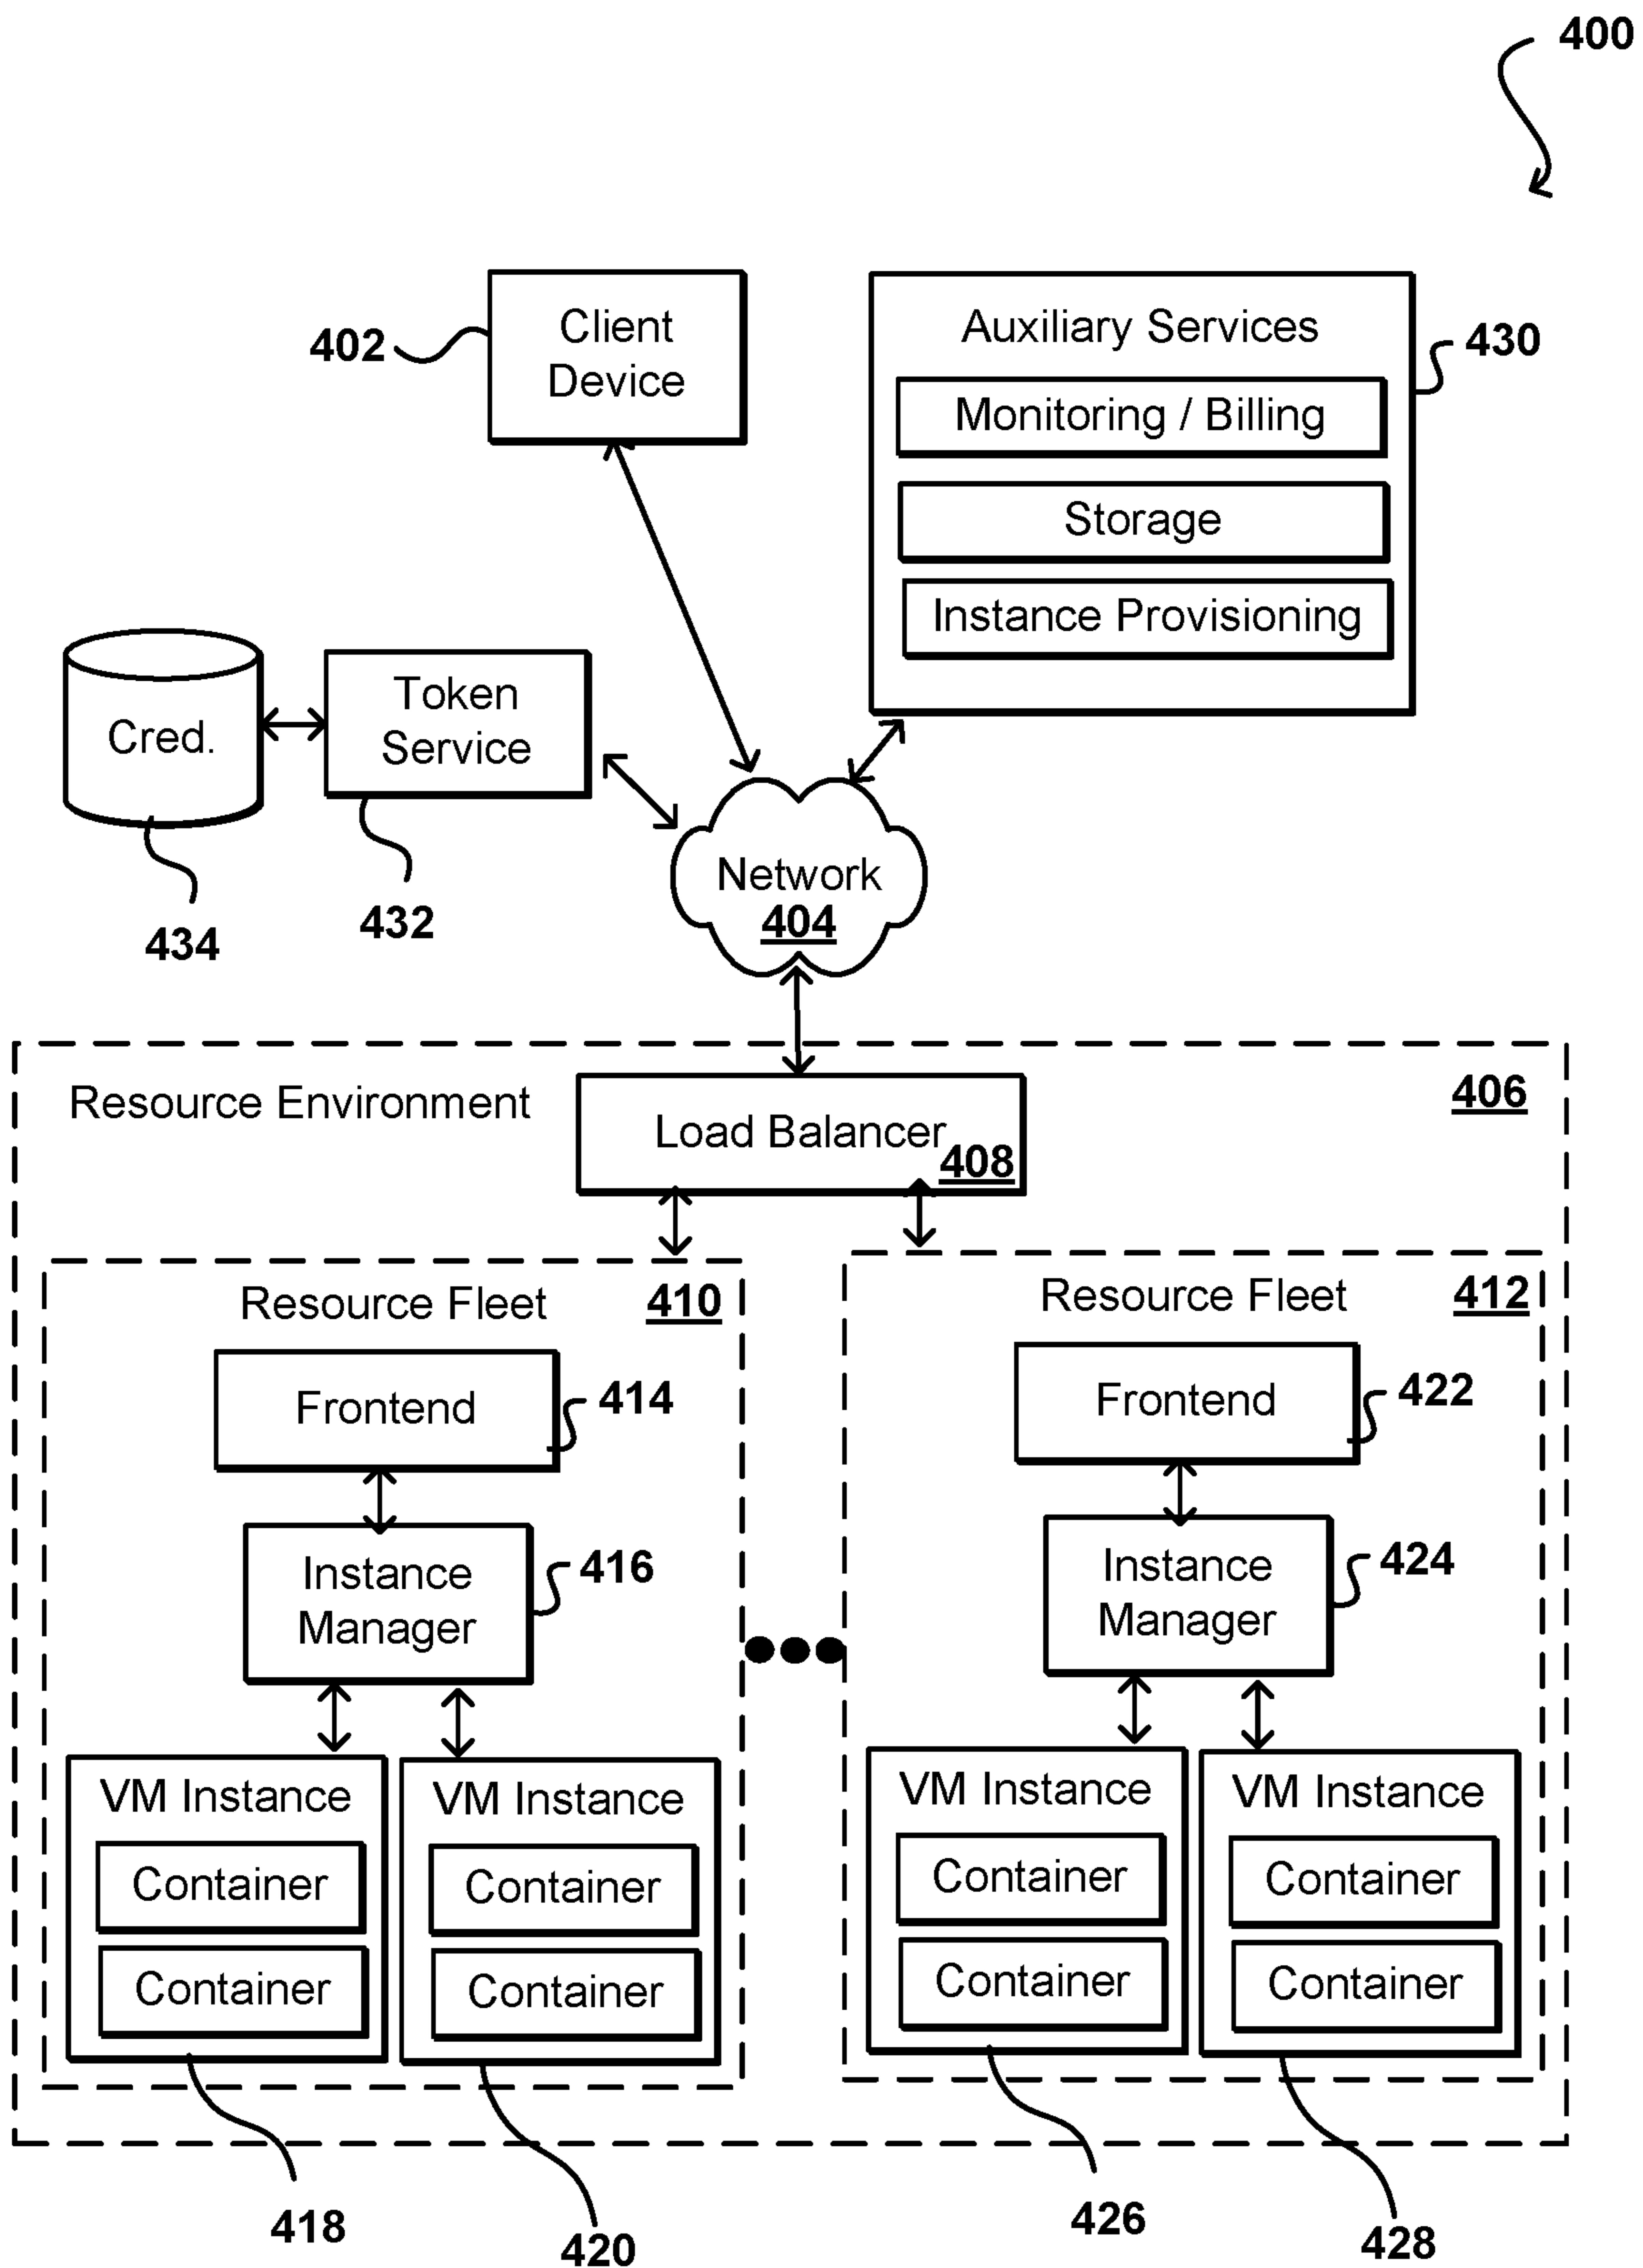 400
Client
Device
402
Auxiliary Services
430
Monitoring / Billing
Storage
Instance Provisioning
Cred.
Token
Service
434
432
Network
404
Resource Environment
406
Load Balancer
408
Resource Fleet
410
Frontend
414
Instance
Manager
416
VM Instance
Container
Container
VM Instance
Container
Container
418
420
Resource Fleet
412
Frontend
422
Instance
Manager
424
VM Instance
Container
Container
VM Instance
Container
Container
426
428